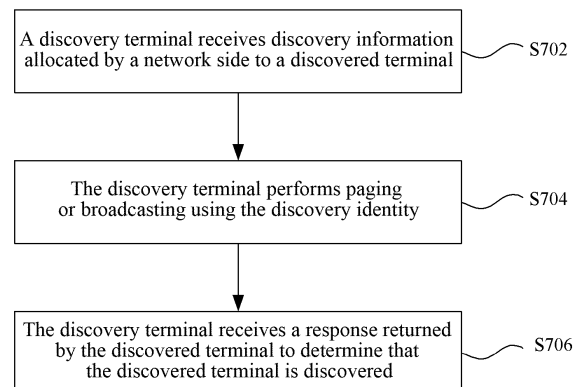 A discovery terminal receives discovery information
allocated by a network side to a discovered terminal
S702
The discovery terminal performs paging
or broadcasting using the discovery identity
S704
The discovery terminal receives a response returned
by the discovered terminal to determine that
the discovered terminal is discovered
S706